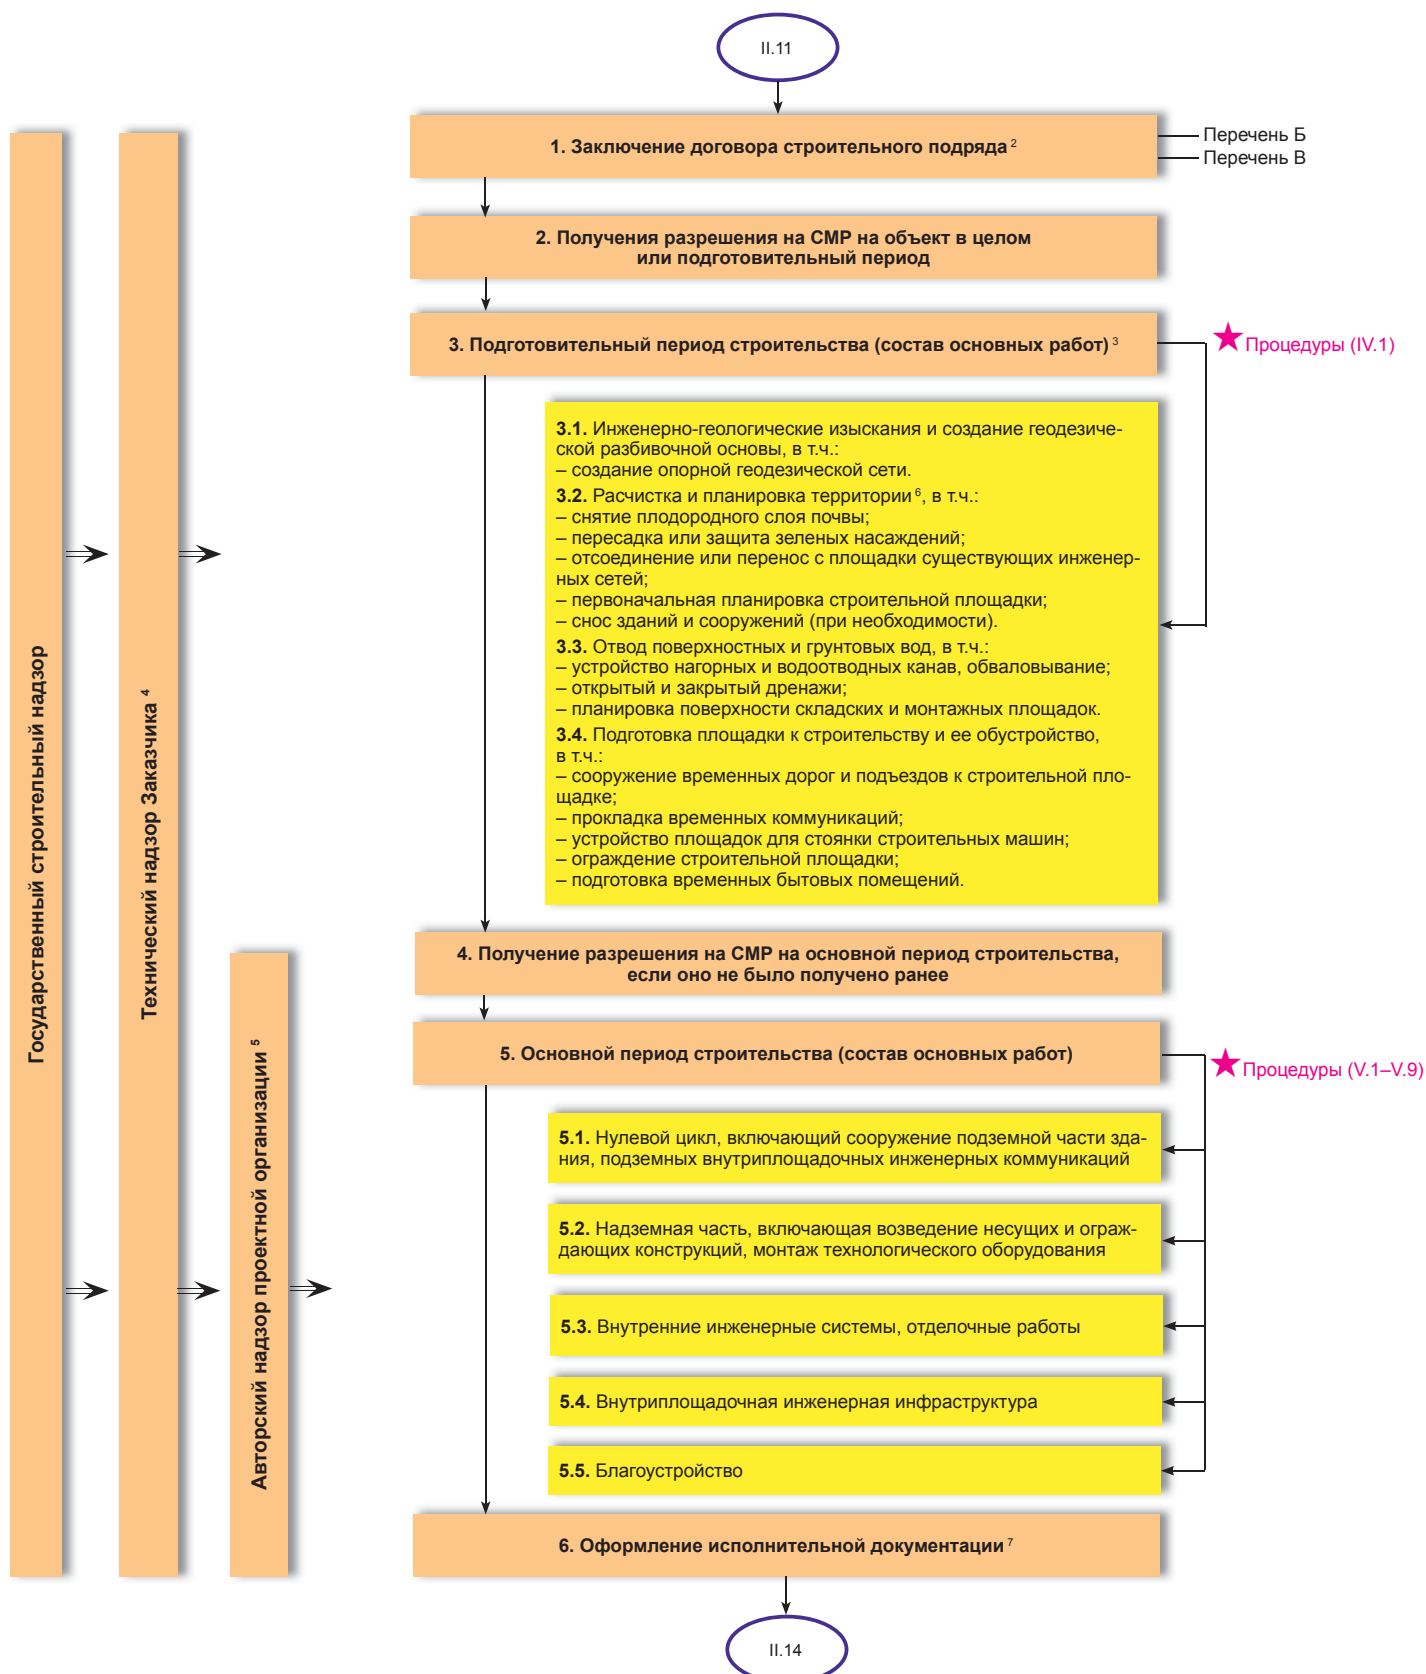 II.11
1. Заключение договора строительного подряда ²
Перечень Б
Перечень В
2. Получения разрешения на СМР на объект в целом
или подготовительный период
3. Подготовительный период строительства (состав основных работ) ³
Процедуры (IV.1)
3.1. Инженерно-геологические изыскания и создание геодезиче-
ской разбивочной основы, в т.ч.:
– создание опорной геодезической сети.
3.2. Расчистка и планировка территории ⁶, в т.ч.:
– снятие плодородного слоя почвы;
– пересадка или защита зеленых насаждений;
– отсоединение или перенос с площадки существующих инженер-
ных сетей;
– первоначальная планировка строительной площадки;
– снос зданий и сооружений (при необходимости).
3.3. Отвод поверхностных и грунтовых вод, в т.ч.:
– устройство нагорных и водоотводных канав, обваловывание;
– открытый и закрытый дренажи;
– планировка поверхности складских и монтажных площадок.
3.4. Подготовка площадки к строительству и ее обустройство,
в т.ч.:
– сооружение временных дорог и подъездов к строительной пло-
щадке;
– прокладка временных коммуникаций;
– устройство площадок для стоянки строительных машин;
– ограждение строительной площадки;
– подготовка временных бытовых помещений.
4. Получение разрешения на СМР на основной период строительства,
если оно не было получено ранее
5. Основной период строительства (состав основных работ)
Процедуры (V.1–V.9)
5.1. Нулевой цикл, включающий сооружение подземной части зда-
ния, подземных внутриплощадочных инженерных коммуникаций
5.2. Надземная часть, включающая возведение несущих и ограж-
дающих конструкций, монтаж технологического оборудования
5.3. Внутренние инженерные системы, отделочные работы
5.4. Внутриплощадочная инженерная инфраструктура
5.5. Благоустройство
6. Оформление исполнительной документации ⁷
II.14
Государственный строительный надзор
Технический надзор Заказчика ⁴
Авторский надзор проектной организации ⁵